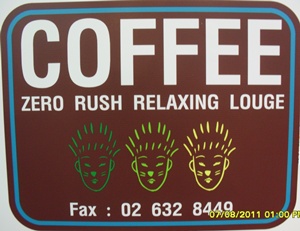 COFFEE
ZERO RUSH RELAXING LOUGE
Fax : 02 632 8449
07/08/2011 01:00 P